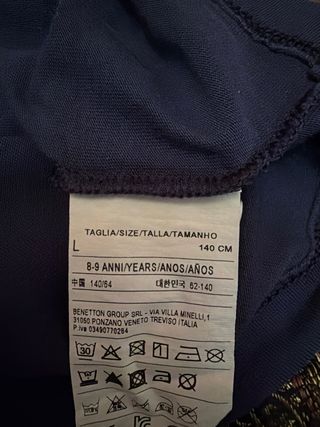 TAGLIA/SIZE/TALLA/TAMANHO
L 140 CM
8-9 ANNI/YEARS/ANOS/AÑOS
中国 140/64 대한민국 62-140
BENETTON GROUP SRL - VIA VILLA MINELLI,1
31050 PONZANO VENETO TREVISO ITALIA
P.iva 03490770264
30